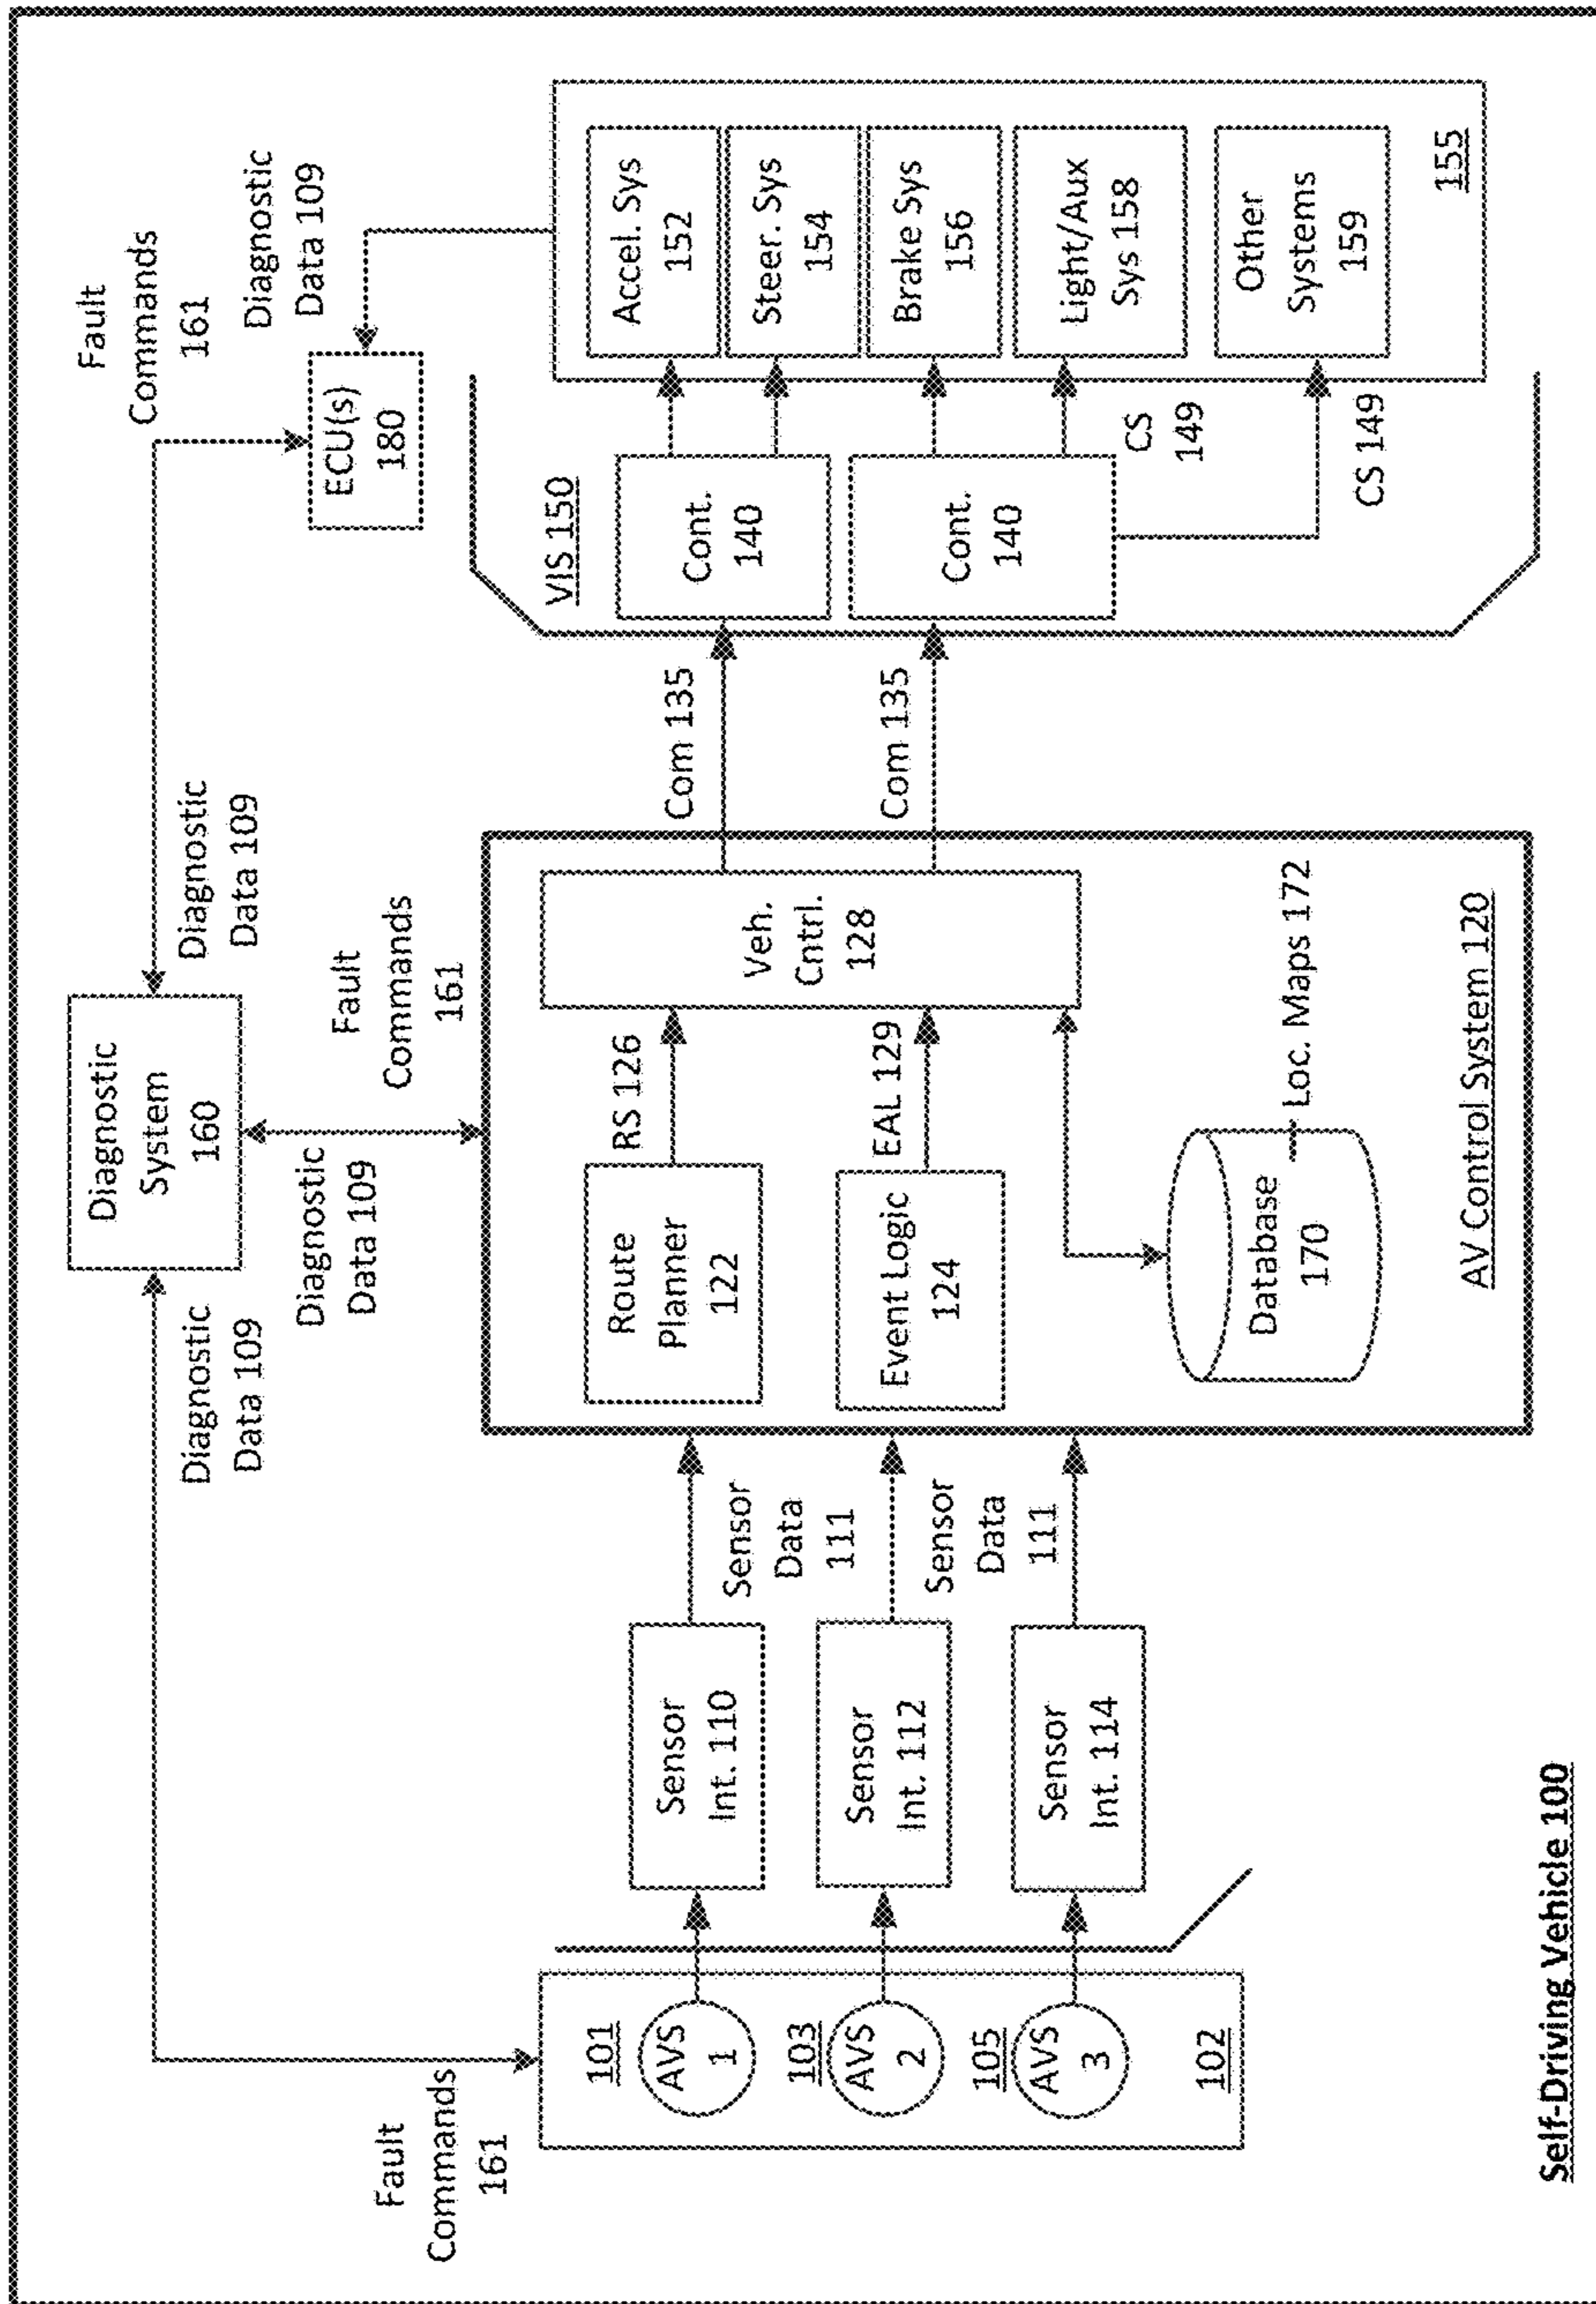 Fault
Commands
161
Diagnostic
Data 109
Diagnostic
System
160
Diagnostic
Data 109
Fault
Commands
161
Diagnostic
Data 109
Fault
Commands
161
Diagnostic
Data 109
ECU(s)
180
101
AVS
1
103
AVS
2
105
AVS
3
102
Sensor
Int. 110
Sensor
Int. 112
Sensor
Int. 114
Sensor
Data
111
Sensor
Data
111
Route
Planner
122
RS 126
Event Logic
124
EAL 129
Veh.
Cntrl.
128
Database
170
Loc. Maps 172
AV Control System 120
Com 135
Com 135
VIS 150
Cont.
140
Cont.
140
CS
149
CS 149
Accel. Sys
152
Steer. Sys
154
Brake Sys
156
Light/Aux
Sys 158
Other
Systems
159
155
Self-Driving Vehicle 100